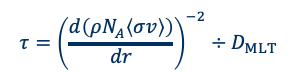 τ = (d(ρN_A⟨σv⟩)/dr)^−2 ÷ D_MLT